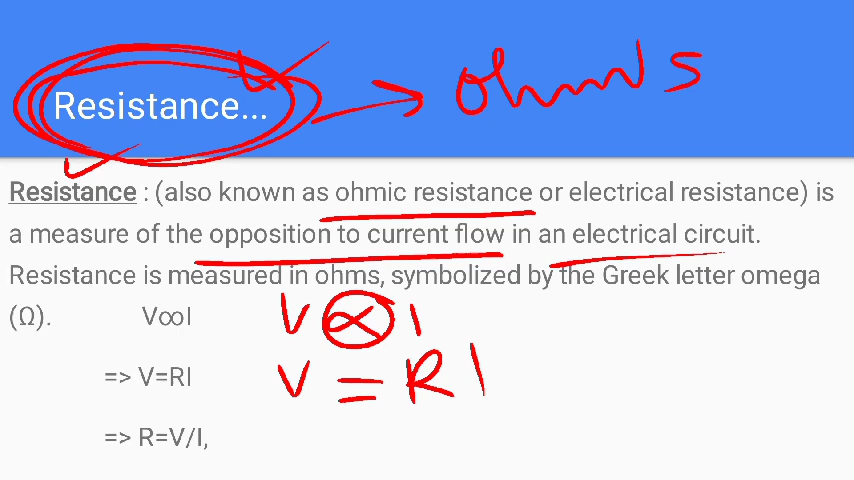 Resistance... ohms
Resistance : (also known as ohmic resistance or electrical resistance) is
a measure of the opposition to current flow in an electrical circuit.
Resistance is measured in ohms, symbolized by the Greek letter omega
(Ω). V∞I V ∝ I
=> V=RI V = RI
=> R=V/I,